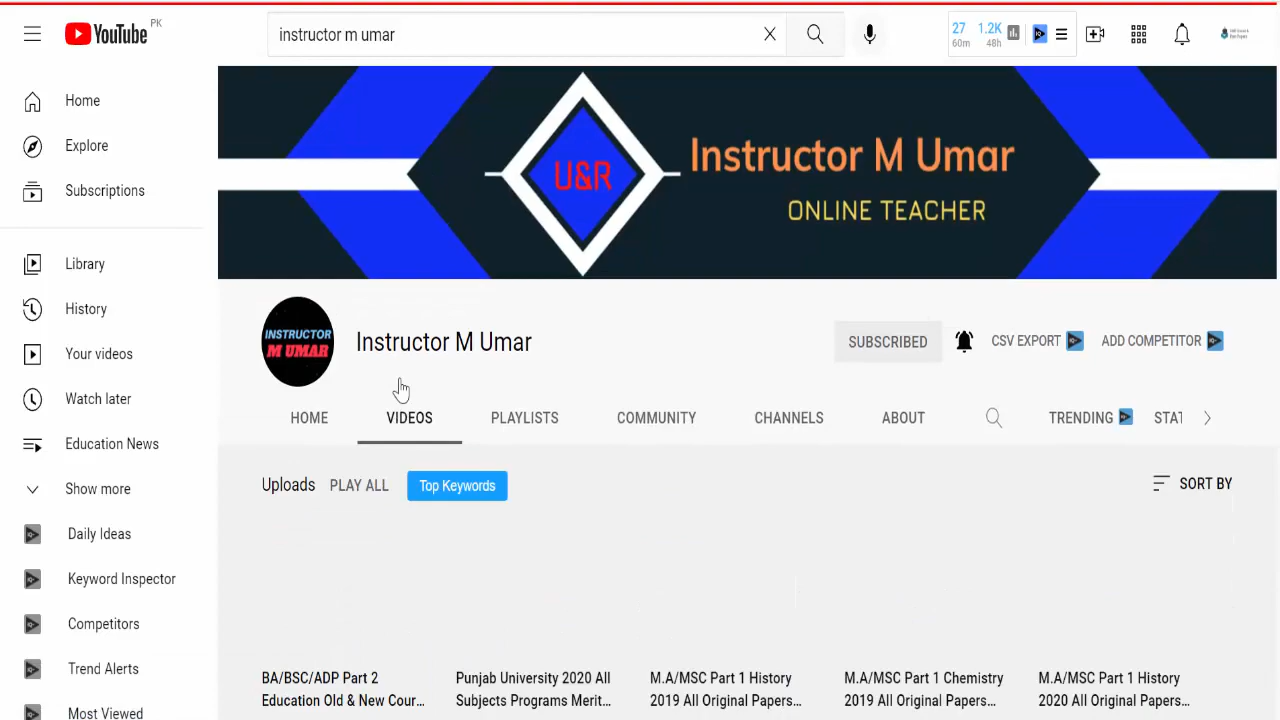 YouTube PK
instructor m umar
27 1.2K
60m 48h
Home
Explore
Subscriptions
Library
History
Your videos
Watch later
Education News
Show more
Daily Ideas
Keyword Inspector
Competitors
Trend Alerts
Most Viewed
U&R
Instructor M Umar
ONLINE TEACHER
INSTRUCTOR
M UMAR
Instructor M Umar
SUBSCRIBED
CSV EXPORT
ADD COMPETITOR
HOME VIDEOS PLAYLISTS COMMUNITY CHANNELS ABOUT TRENDING STAT
Uploads PLAY ALL Top Keywords SORT BY
BA/BSC/ADP Part 2
Education Old & New Cour...
Punjab University 2020 All
Subjects Programs Merit...
M.A/MSC Part 1 History
2019 All Original Papers...
M.A/MSC Part 1 Chemistry
2019 All Original Papers...
M.A/MSC Part 1 History
2020 All Original Papers...